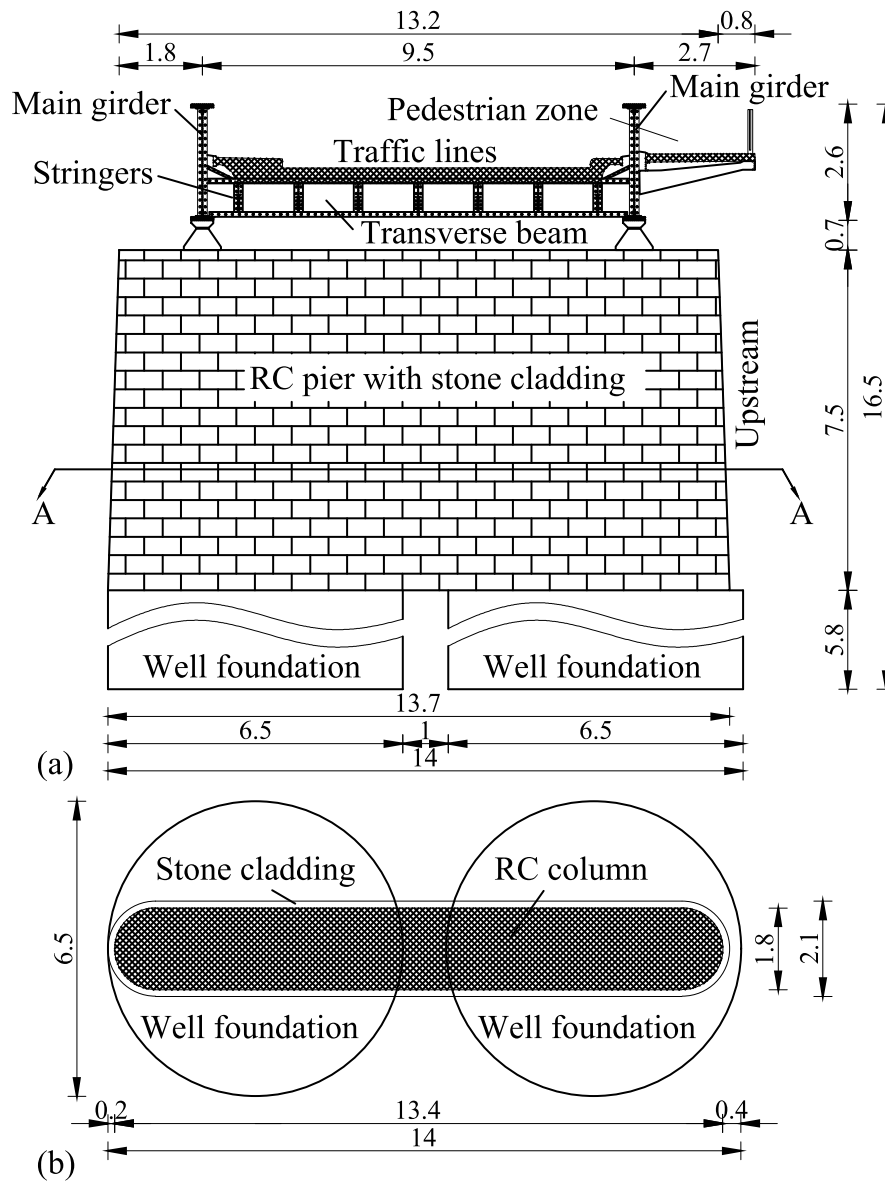 13.2
0.8
1.8
9.5
2.7
Main girder
Pedestrian zone
Main girder
Traffic lines
Stringers
Transverse beam
2.6
0.7
RC pier with stone cladding
Upstream
7.5
16.5
A
A
Well foundation
Well foundation
5.8
13.7
6.5
1
6.5
14
(a)
Stone cladding
RC column
6.5
1.8
2.1
Well foundation
Well foundation
0.2
13.4
0.4
14
(b)